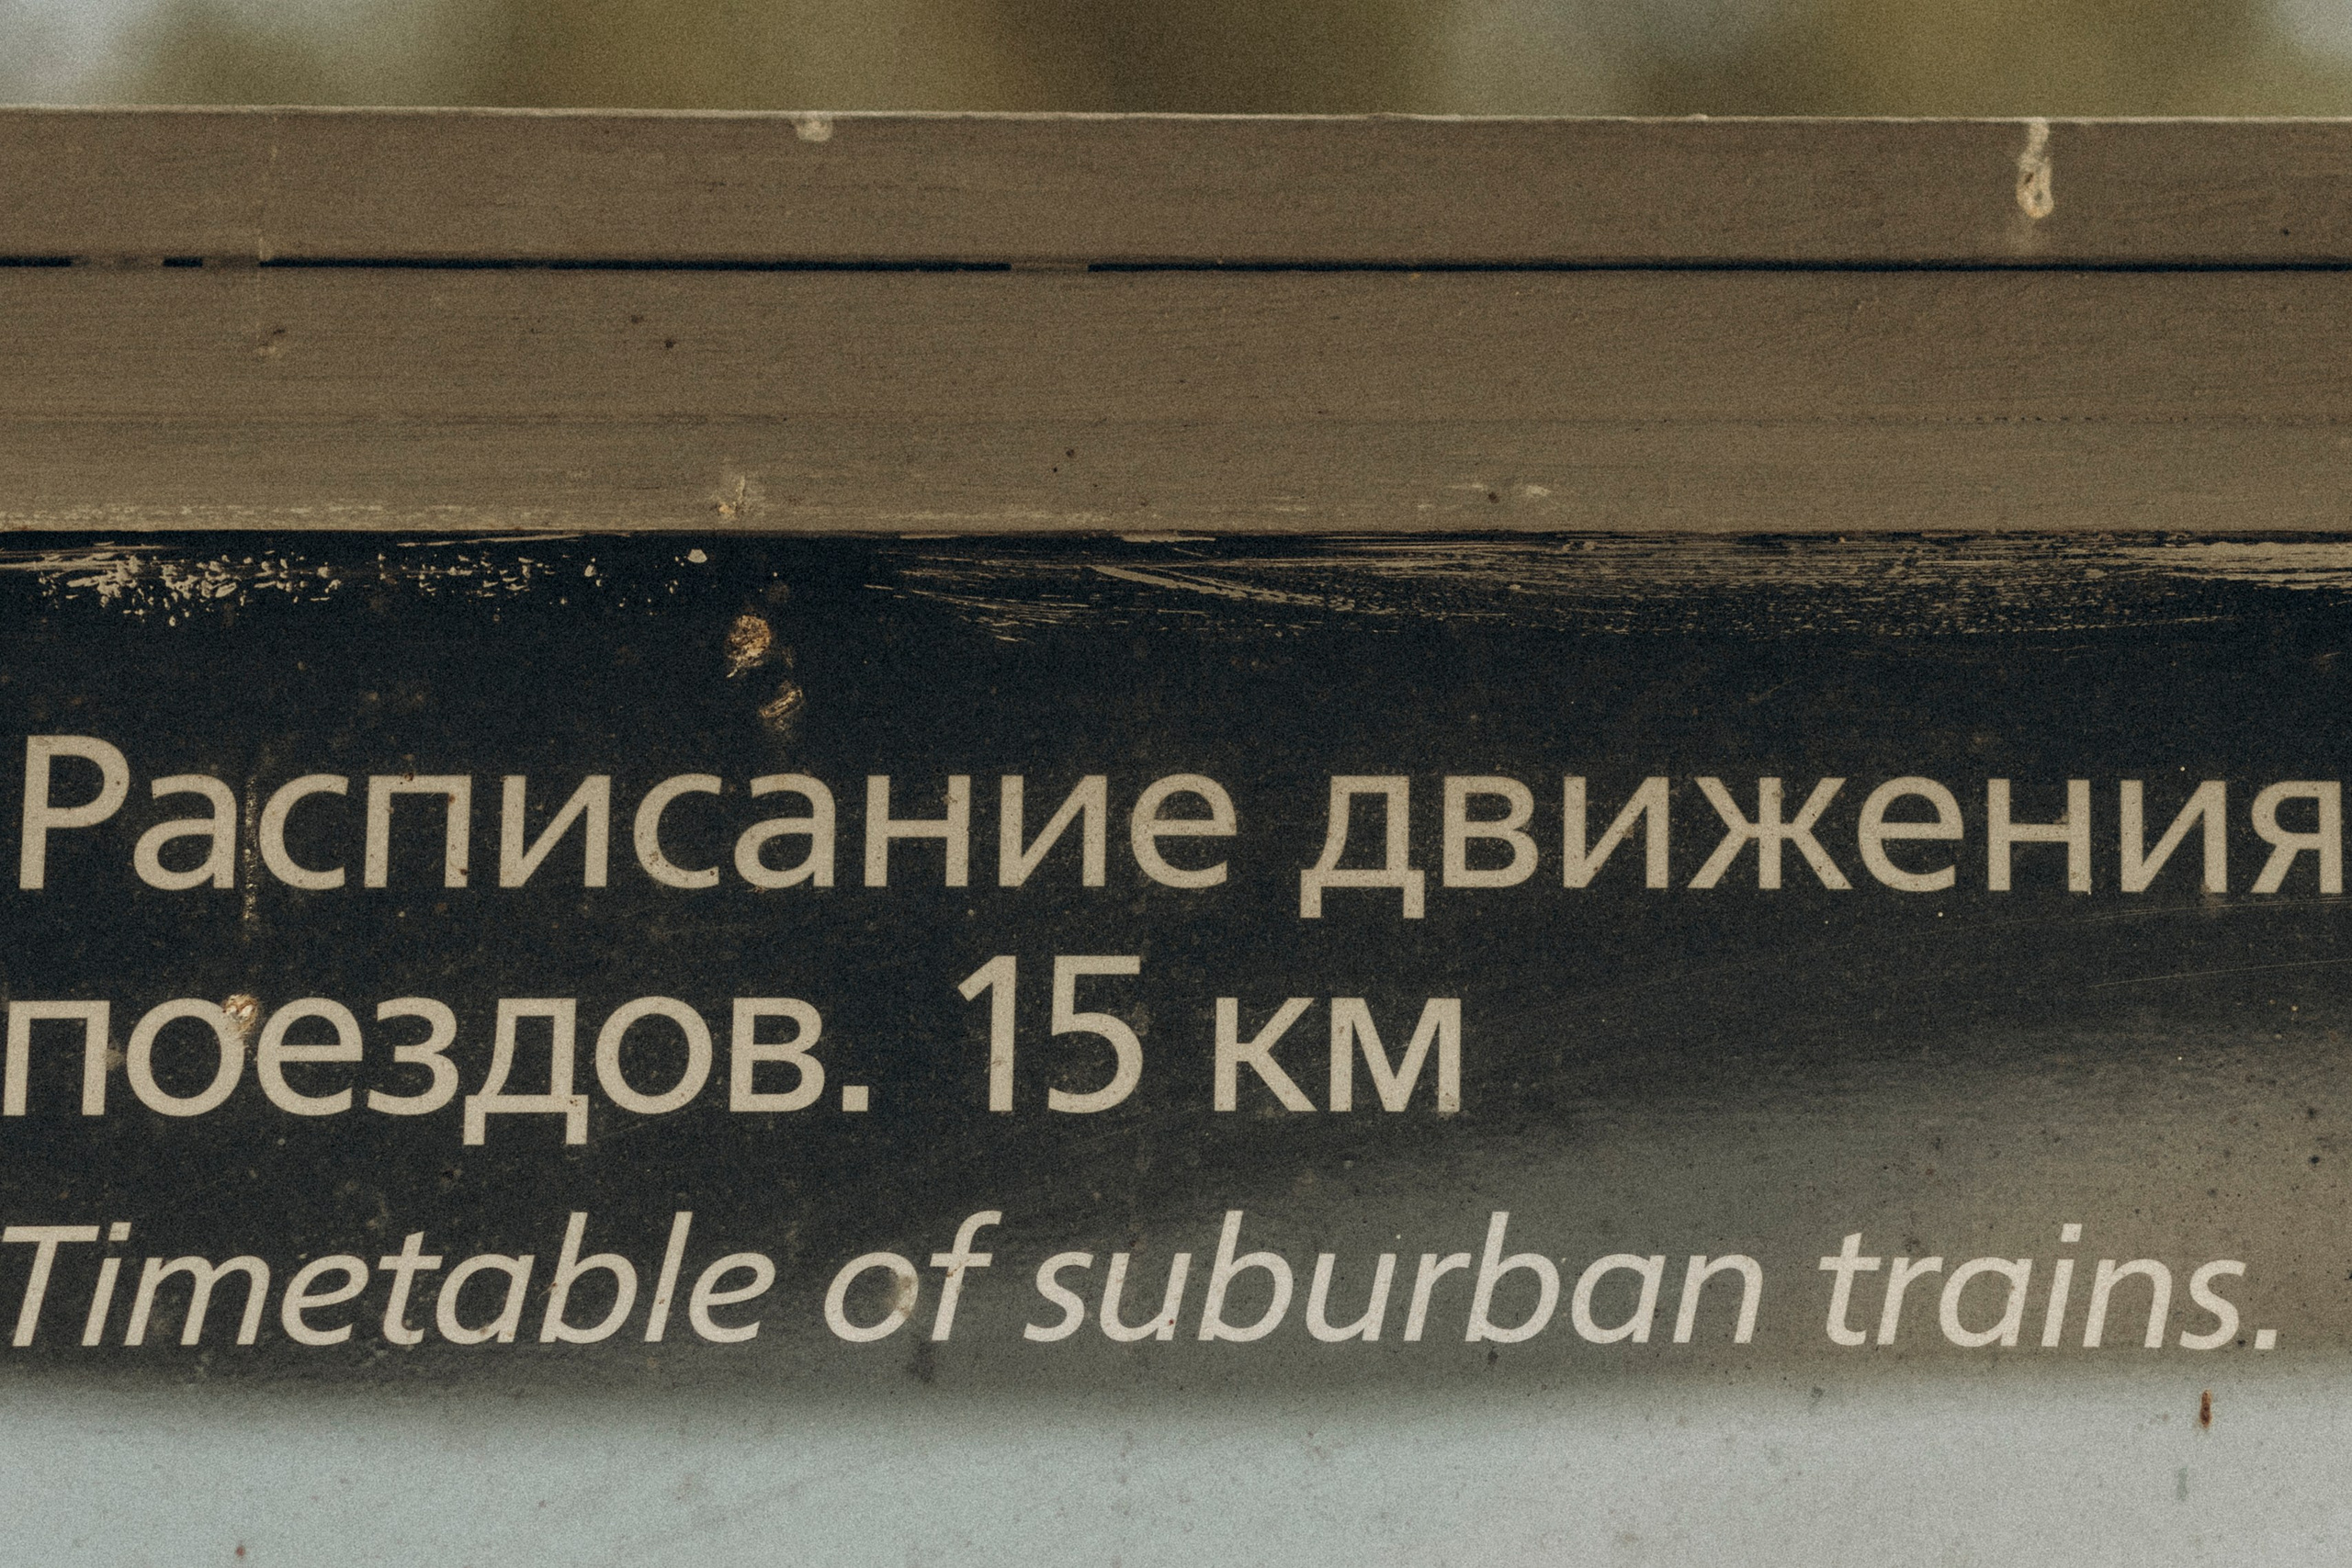 Расписание движения
поездов. 15 км
Timetable of suburban trains.